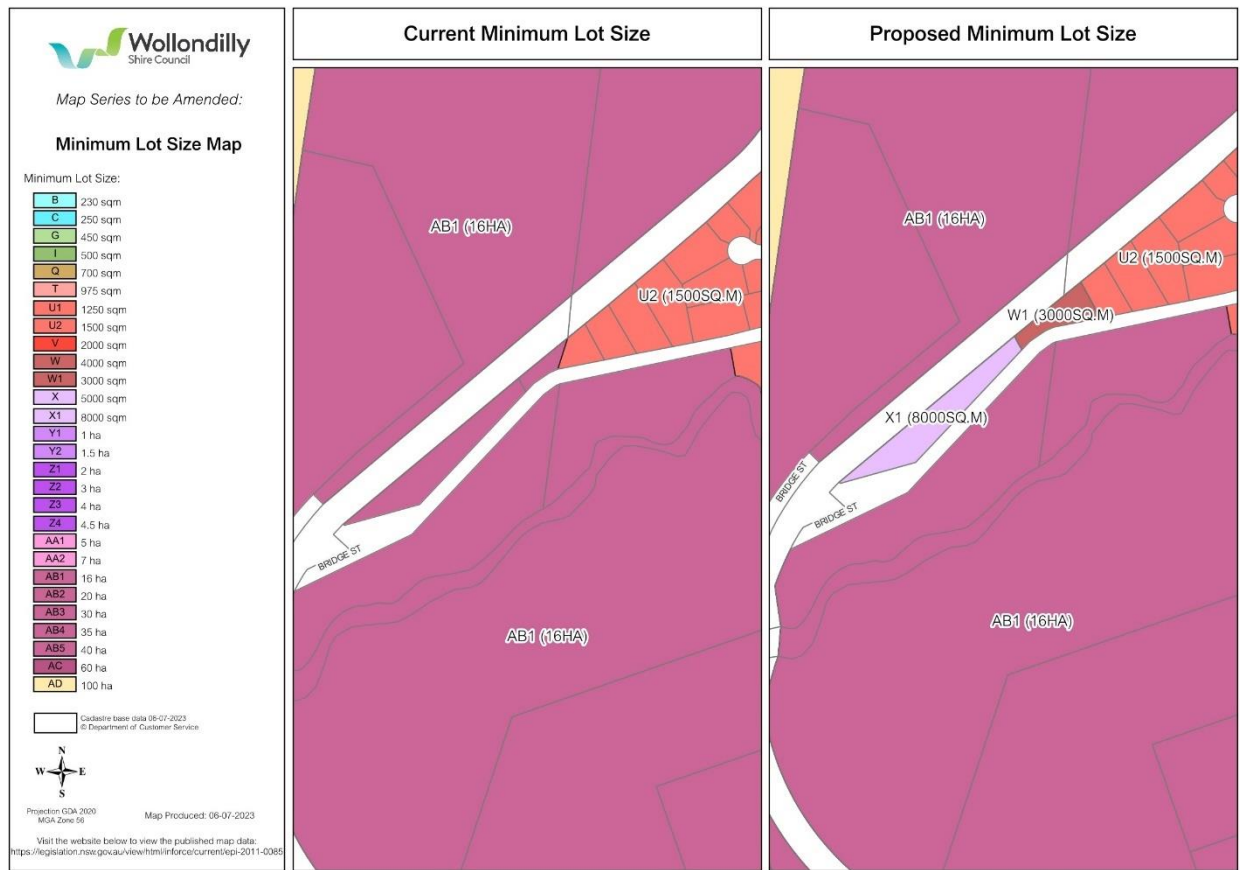 Wollondilly
Shire Council
Map Series to be Amended:
Minimum Lot Size Map
Minimum Lot Size:
B 230 sqm
C 250 sqm
G 450 sqm
I 500 sqm
Q 700 sqm
T 975 sqm
U1 1250 sqm
U2 1500 sqm
V 2000 sqm
W 4000 sqm
W1 3000 sqm
X 5000 sqm
X1 8000 sqm
Y1 1 ha
Y2 1.5 ha
Z1 2 ha
Z2 3 ha
Z3 4 ha
Z4 4.5 ha
AA1 5 ha
AA2 7 ha
AB1 16 ha
AB2 20 ha
AB3 30 ha
AB4 35 ha
AB5 40 ha
AC 60 ha
AD 100 ha
Cadastre base data 06-07-2023
© Department of Customer Service
N
W E
S
Projection GDA 2020
MGA Zone 56
Map Produced: 06-07-2023
Visit the website below to view the published map data:
https://legislation.nsw.gov.au/view/html/inforce/current/epi-2011-0085
Current Minimum Lot Size
AB1 (16HA)
U2 (1500SQ.M)
BRIDGE ST
AB1 (16HA)
Proposed Minimum Lot Size
AB1 (16HA)
U2 (1500SQ.M)
W1 (3000SQ.M)
X1 (8000SQ.M)
BRIDGE ST
BRIDGE ST
AB1 (16HA)